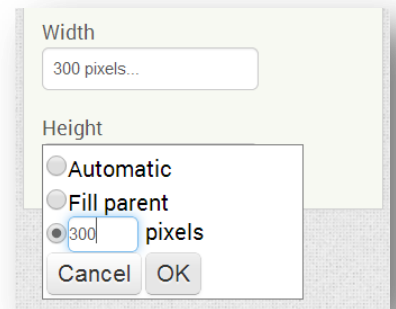 Width
300 pixels...
Height
Automatic
Fill parent
300 pixels
Cancel OK